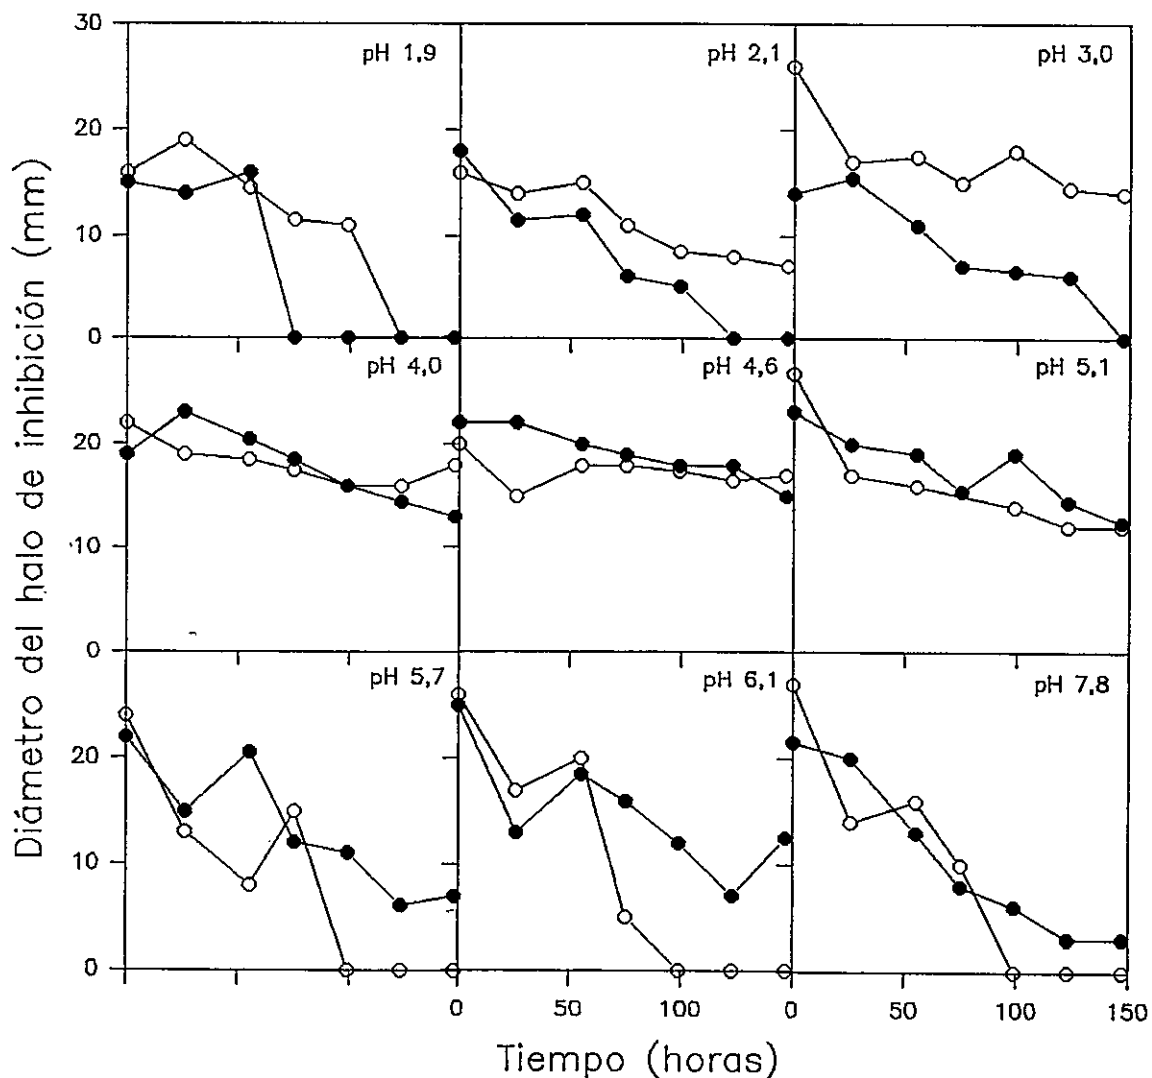 30
pH 1,9
pH 2,1
pH 3,0
20
10
0
pH 4,0
pH 4,6
pH 5,1
20
10
0
pH 5,7
pH 6,1
pH 7,8
20
10
0
0
50
100
0
50
100
150
Diámetro del halo de inhibición (mm)
Tiempo (horas)